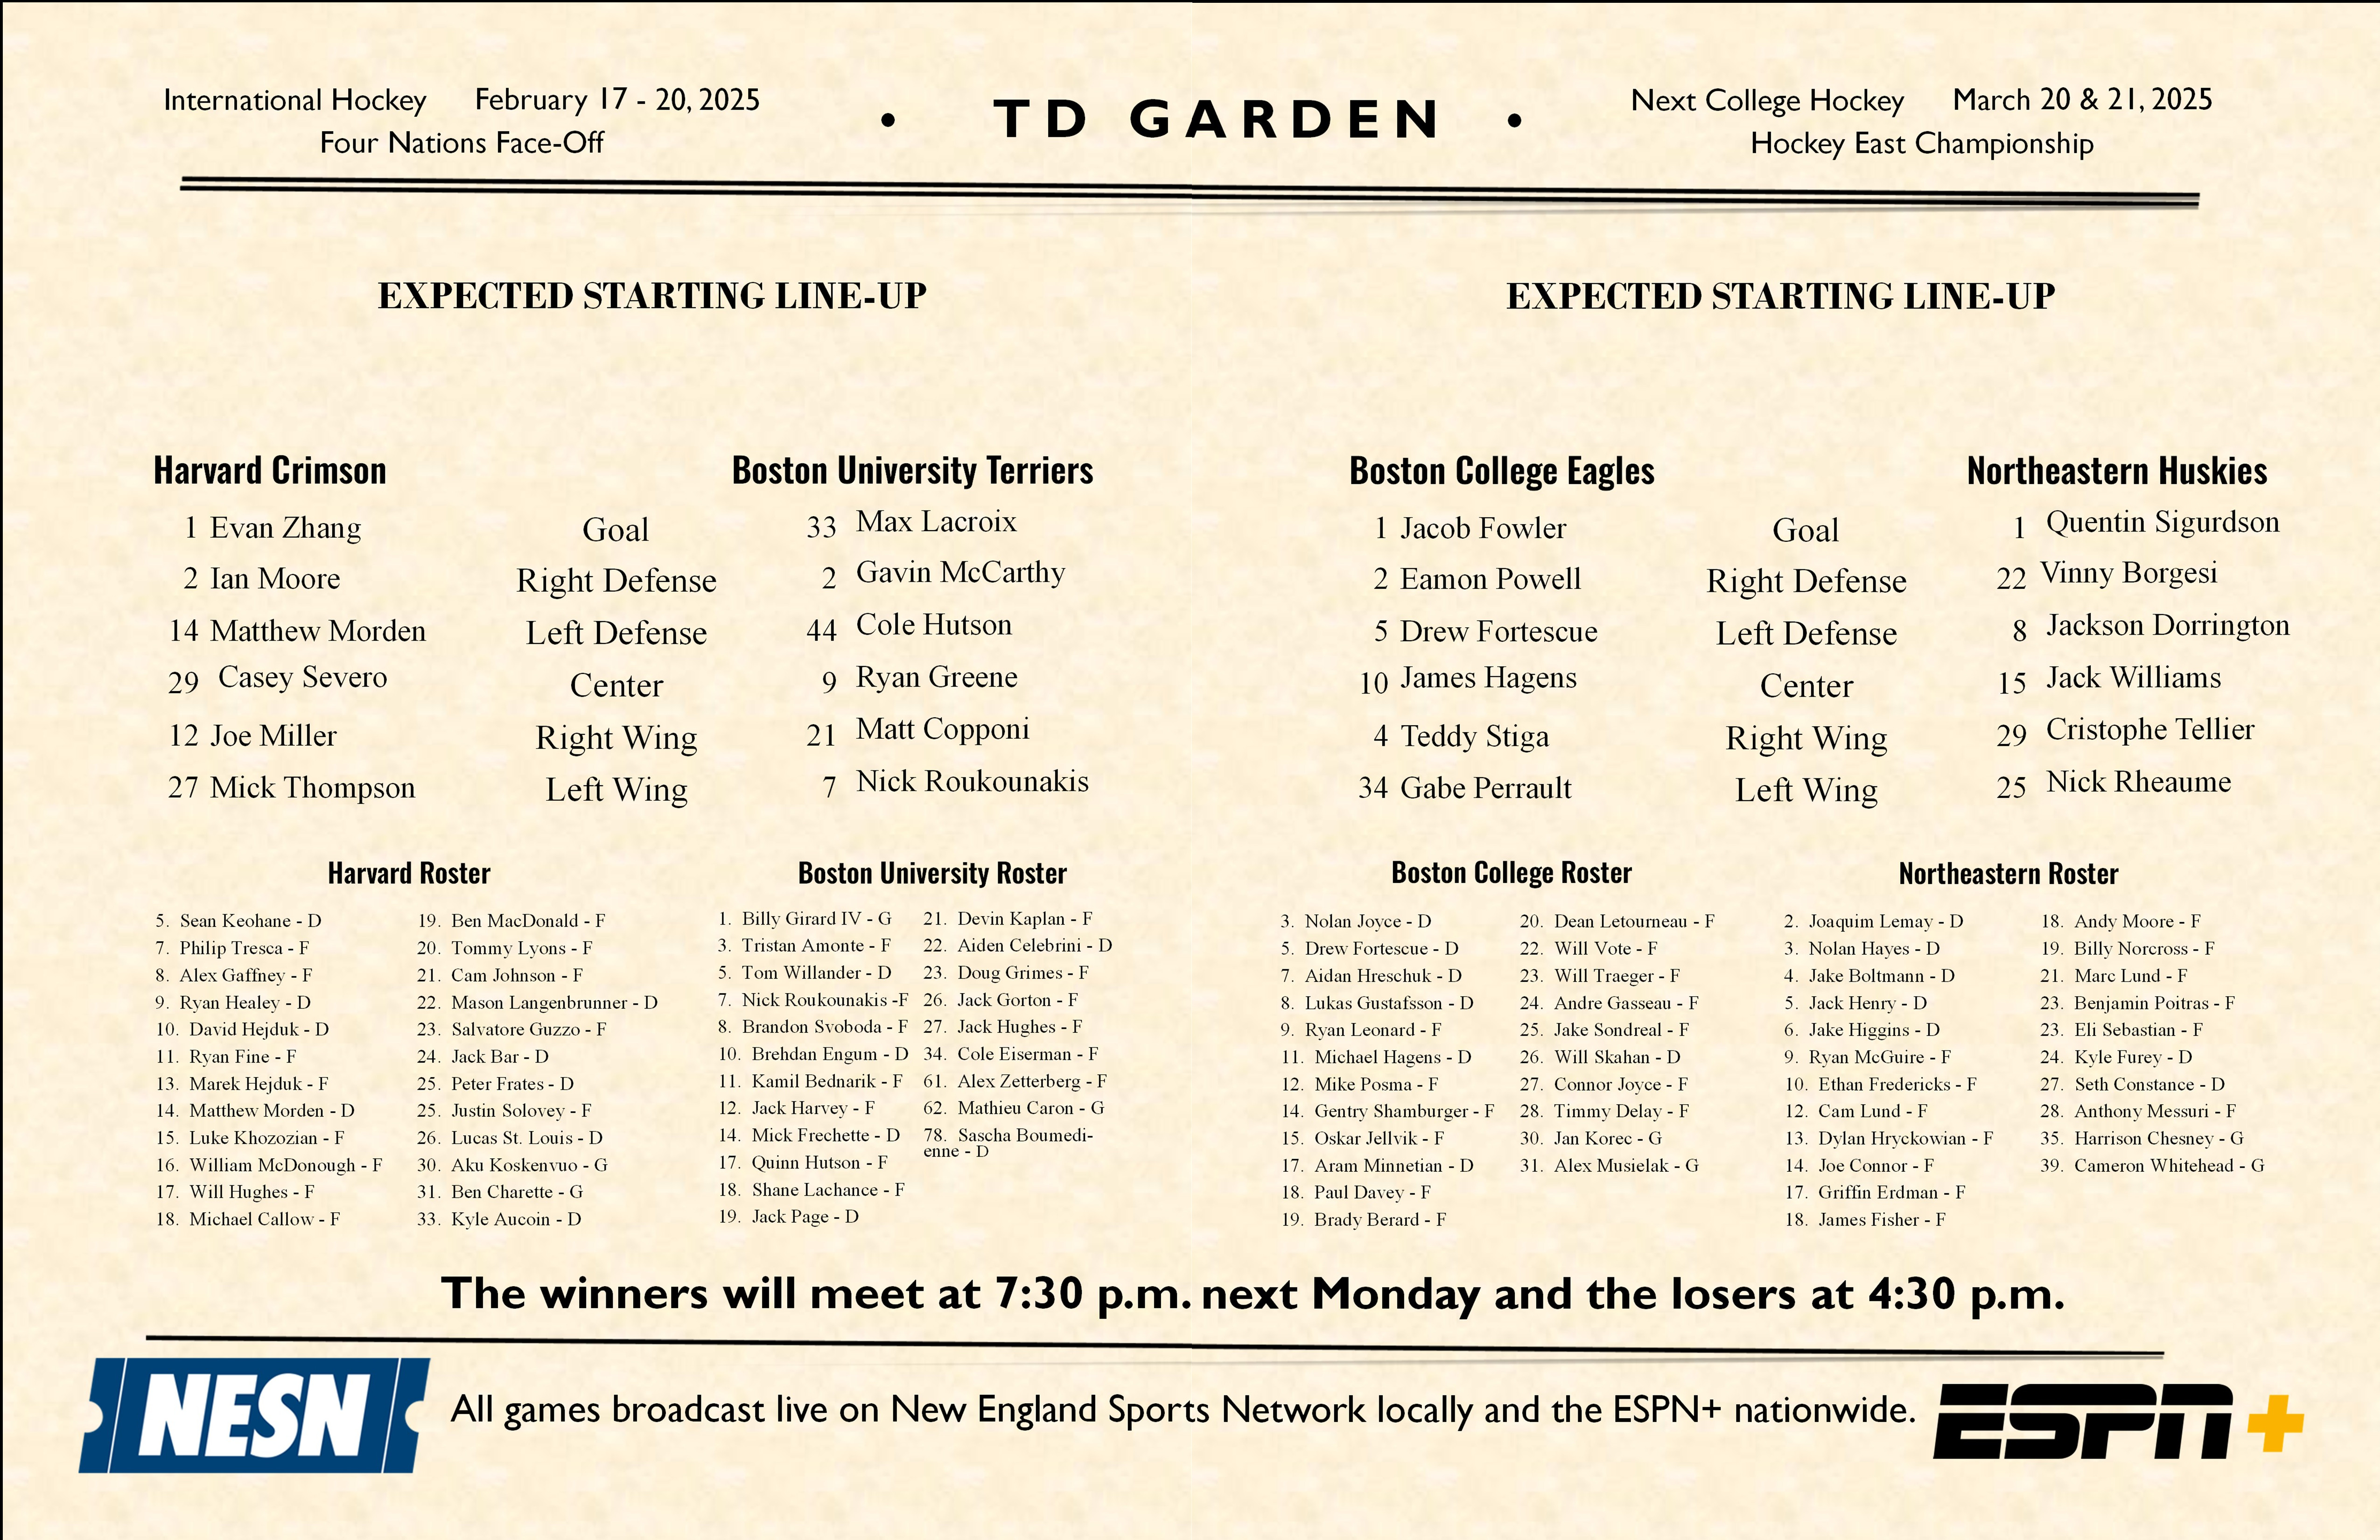 International Hockey February 17 - 20, 2025
Four Nations Face-Off
• TD GARDEN •
Next College Hockey March 20 & 21, 2025
Hockey East Championship
EXPECTED STARTING LINE-UP
Harvard Crimson Boston University Terriers
1 Evan Zhang Goal 33 Max Lacroix
2 Ian Moore Right Defense 2 Gavin McCarthy
14 Matthew Morden Left Defense 44 Cole Hutson
29 Casey Severo Center 9 Ryan Greene
12 Joe Miller Right Wing 21 Matt Copponi
27 Mick Thompson Left Wing 7 Nick Roukounakis
Harvard Roster
5. Sean Keohane - D
7. Philip Tresca - F
8. Alex Gaffney - F
9. Ryan Healey - D
10. David Hejduk - D
11. Ryan Fine - F
13. Marek Hejduk - F
14. Matthew Morden - D
15. Luke Khozozian - F
16. William McDonough - F
17. Will Hughes - F
18. Michael Callow - F
19. Ben MacDonald - F
20. Tommy Lyons - F
21. Cam Johnson - F
22. Mason Langenbrunner - D
23. Salvatore Guzzo - F
24. Jack Bar - D
25. Peter Frates - D
25. Justin Solovey - F
26. Lucas St. Louis - D
30. Aku Koskenvuo - G
31. Ben Charette - G
33. Kyle Aucoin - D
Boston University Roster
1. Billy Girard IV - G
3. Tristan Amonte - F
5. Tom Willander - D
7. Nick Roukounakis -F
8. Brandon Svoboda - F
10. Brehdan Engum - D
11. Kamil Bednarik - F
12. Jack Harvey - F
14. Mick Frechette - D
17. Quinn Hutson - F
18. Shane Lachance - F
19. Jack Page - D
21. Devin Kaplan - F
22. Aiden Celebrini - D
23. Doug Grimes - F
26. Jack Gorton - F
27. Jack Hughes - F
34. Cole Eiserman - F
61. Alex Zetterberg - F
62. Mathieu Caron - G
78. Sascha Boumedi-
enne - D
EXPECTED STARTING LINE-UP
Boston College Eagles Northeastern Huskies
1 Jacob Fowler Goal 1 Quentin Sigurdson
2 Eamon Powell Right Defense 22 Vinny Borgesi
5 Drew Fortescue Left Defense 8 Jackson Dorrington
10 James Hagens Center 15 Jack Williams
4 Teddy Stiga Right Wing 29 Cristophe Tellier
34 Gabe Perrault Left Wing 25 Nick Rheaume
Boston College Roster
3. Nolan Joyce - D
5. Drew Fortescue - D
7. Aidan Hreschuk - D
8. Lukas Gustafsson - D
9. Ryan Leonard - F
11. Michael Hagens - D
12. Mike Posma - F
14. Gentry Shamburger - F
15. Oskar Jellvik - F
17. Aram Minnetian - D
18. Paul Davey - F
19. Brady Berard - F
20. Dean Letourneau - F
22. Will Vote - F
23. Will Traeger - F
24. Andre Gasseau - F
25. Jake Sondreal - F
26. Will Skahan - D
27. Connor Joyce - F
28. Timmy Delay - F
30. Jan Korec - G
31. Alex Musielak - G
Northeastern Roster
2. Joaquim Lemay - D
3. Nolan Hayes - D
4. Jake Boltmann - D
5. Jack Henry - D
6. Jake Higgins - D
9. Ryan McGuire - F
10. Ethan Fredericks - F
12. Cam Lund - F
13. Dylan Hryckowian - F
14. Joe Connor - F
17. Griffin Erdman - F
18. James Fisher - F
18. Andy Moore - F
19. Billy Norcross - F
21. Marc Lund - F
23. Benjamin Poitras - F
23. Eli Sebastian - F
24. Kyle Furey - D
27. Seth Constance - D
28. Anthony Messuri - F
35. Harrison Chesney - G
39. Cameron Whitehead - G
The winners will meet at 7:30 p.m. next Monday and the losers at 4:30 p.m.
NESN
All games broadcast live on New England Sports Network locally and the ESPN+ nationwide.
ESPN+